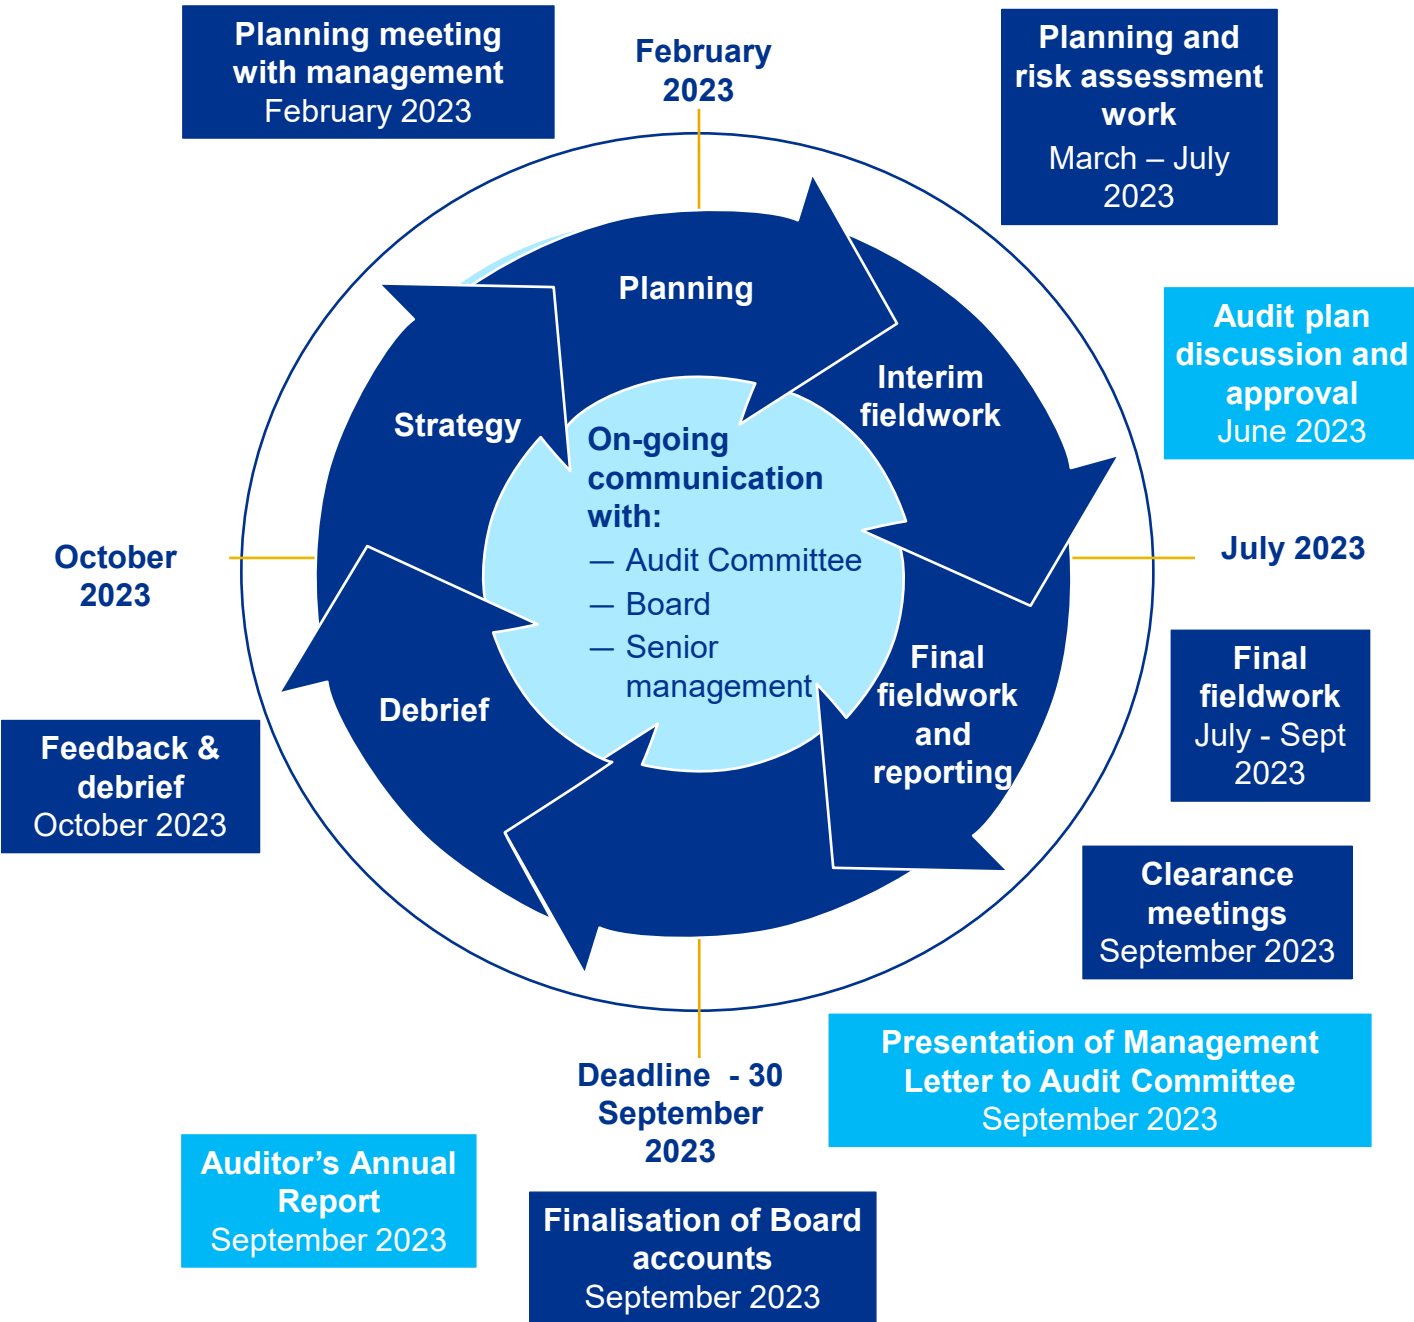 Planning meeting
with management
February 2023
February
2023
Planning and
risk assessment
work
March – July
2023
Audit plan
discussion and
approval
June 2023
July 2023
Final
fieldwork
July - Sept
2023
Clearance
meetings
September 2023
Presentation of Management
Letter to Audit Committee
September 2023
Deadline - 30
September
2023
Finalisation of Board
accounts
September 2023
Auditor’s Annual
Report
September 2023
Feedback &
debrief
October 2023
October
2023
Planning
Interim
fieldwork
Final
fieldwork
and
reporting
Debrief
Strategy
On-going
communication
with:
— Audit Committee
— Board
— Senior
management